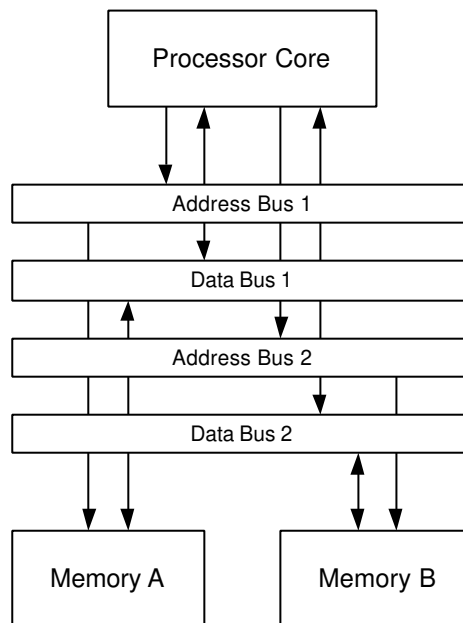 Processor Core
Address Bus 1
Data Bus 1
Address Bus 2
Data Bus 2
Memory A
Memory B